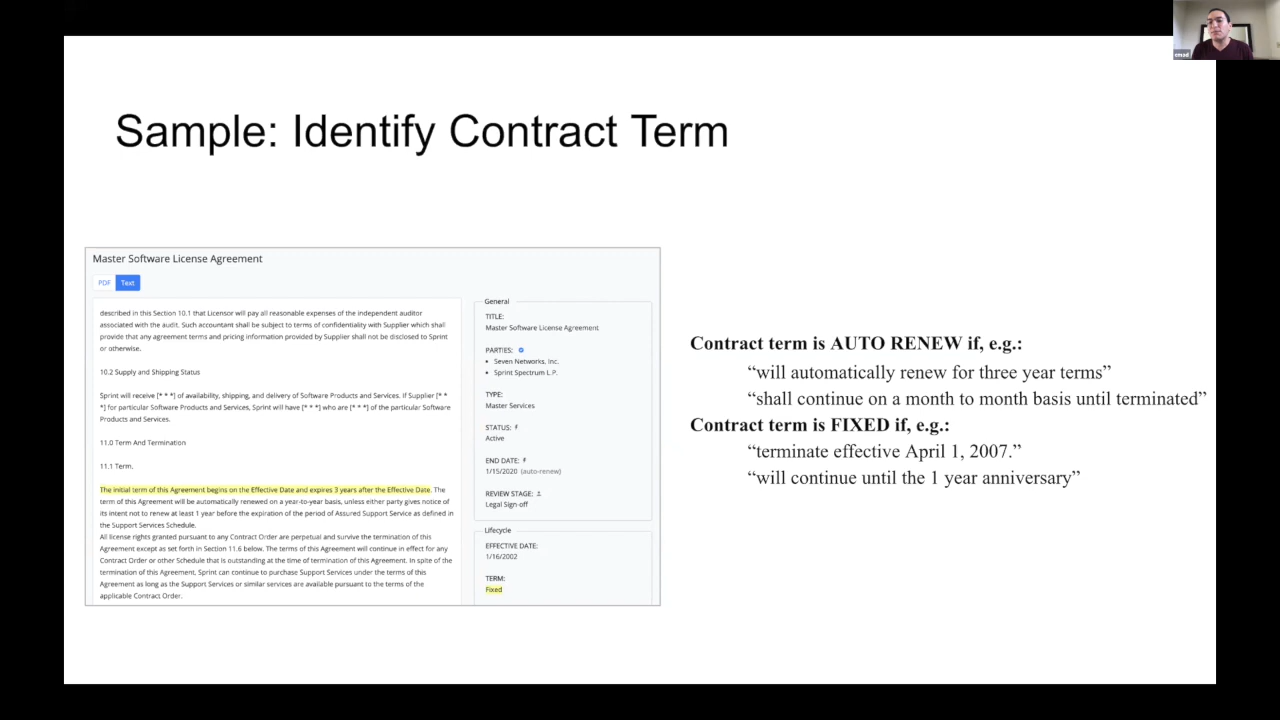 emad
Sample: Identify Contract Term
Master Software License Agreement
PDF Text
described in this Section 10.1 that Licensor will pay all reasonable expenses of the independent auditor
associated with the audit. Such accountant shall be subject to terms of confidentiality with Supplier which shall
provide that any agreement terms and pricing information provided by Supplier shall not be disclosed to Sprint
or otherwise.
10.2 Supply and Shipping Status
Sprint will receive [* * *] of availability, shipping, and delivery of Software Products and Services. If Supplier [* *
*] for particular Software Products and Services, Sprint will have [* * *] who are [* * *] of the particular Software
Products and Services.
11.0 Term And Termination
11.1 Term.
The initial term of this Agreement begins on the Effective Date and expires 3 years after the Effective Date. The
term of this Agreement will be automatically renewed on a year-to-year basis, unless either party gives notice of
its intent not to renew at least 1 year before the expiration of the period of Assured Support Service as defined in
the Support Services Schedule.
All license rights granted pursuant to any Contract Order are perpetual and survive the termination of this
Agreement except as set forth in Section 11.6 below. The terms of this Agreement will continue in effect for any
Contract Order or other Schedule that is outstanding at the time of termination of this Agreement. In spite of the
termination of this Agreement, Sprint can continue to purchase Support Services under the terms of this
Agreement as long as the Support Services or similar services are available pursuant to the terms of the
applicable Contract Order.
General
TITLE:
Master Software License Agreement
PARTIES:
• Seven Networks, Inc.
• Sprint Spectrum L.P.
TYPE:
Master Services
STATUS:
Active
END DATE:
1/15/2020 (auto-renew)
REVIEW STAGE:
Legal Sign-off
Lifecycle
EFFECTIVE DATE:
1/16/2002
TERM:
Fixed
Contract term is AUTO RENEW if, e.g.:
“will automatically renew for three year terms”
“shall continue on a month to month basis until terminated”
Contract term is FIXED if, e.g.:
“terminate effective April 1, 2007.”
“will continue until the 1 year anniversary”